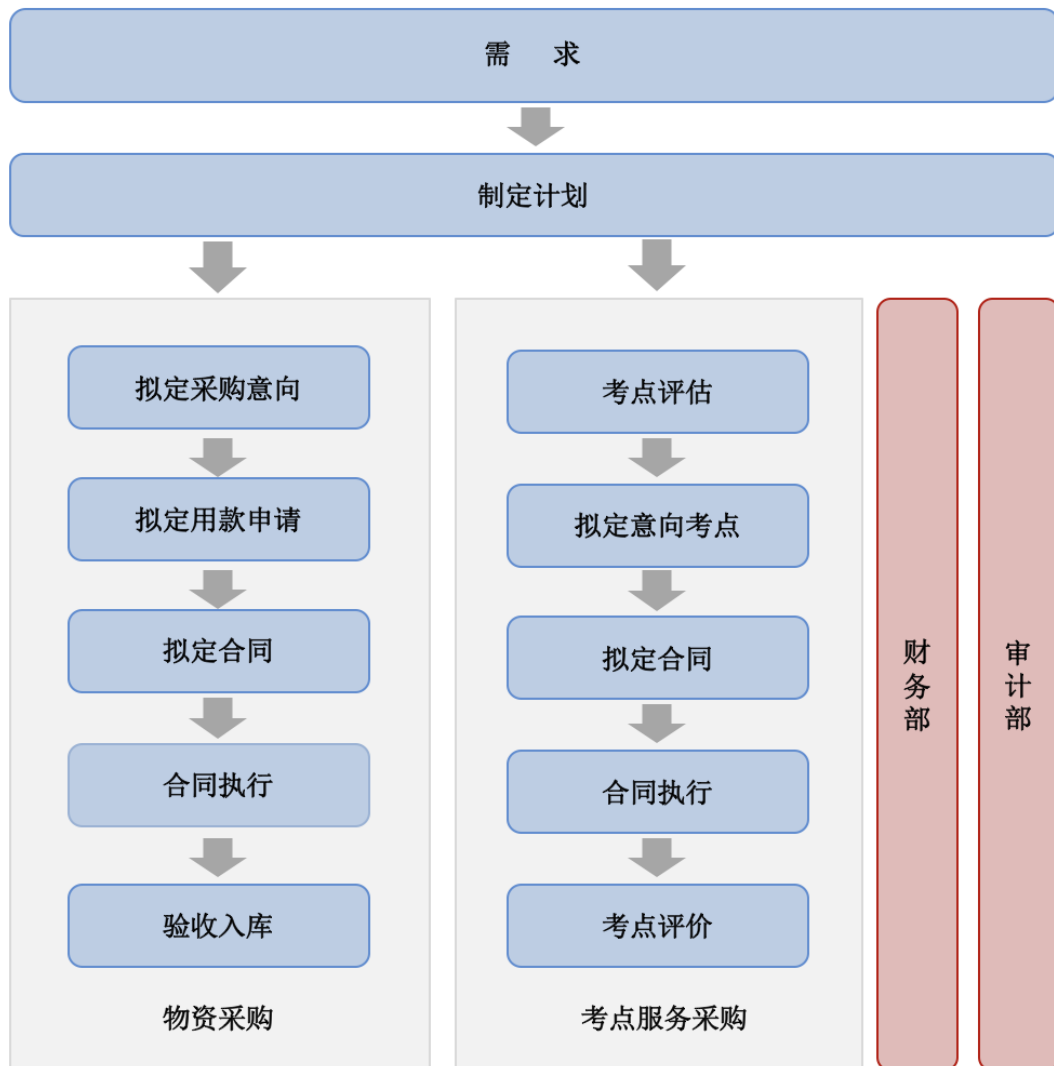 需 求
制定计划
拟定采购意向
拟定用款申请
拟定合同
合同执行
验收入库
物资采购
考点评估
拟定意向考点
拟定合同
合同执行
考点评价
考点服务采购
财务部
审计部